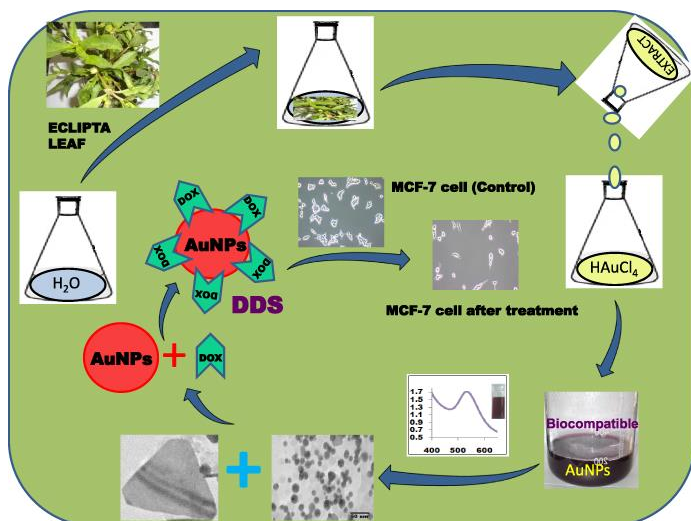 EXTRACT
ECLIPTA
LEAF
MCF-7 cell (Control)
DOX
DOX
DOX
DOX
DOX
AuNPs
H2O
HAuCl4
DDS
MCF-7 cell after treatment
AuNPs + DOX
1.7
1.5
1.3
1.1
0.9
0.7
0.5
400 500 600
Biocompatible
AuNPs
+